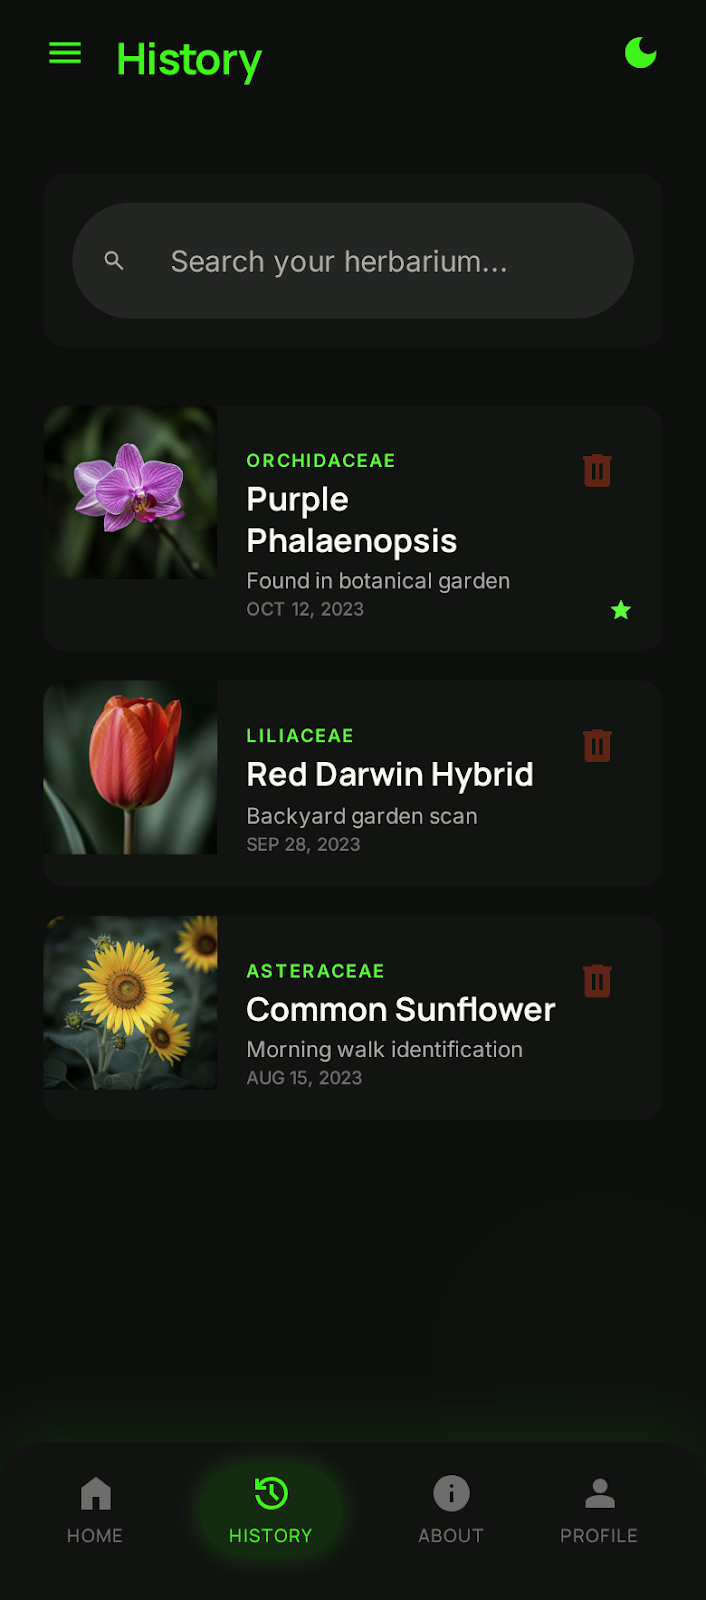 History
Search your herbarium...
ORCHIDACEAE
Purple
Phalaenopsis
Found in botanical garden
OCT 12, 2023
LILIACEAE
Red Darwin Hybrid
Backyard garden scan
SEP 28, 2023
ASTERACEAE
Common Sunflower
Morning walk identification
AUG 15, 2023
HOME
HISTORY
ABOUT
PROFILE